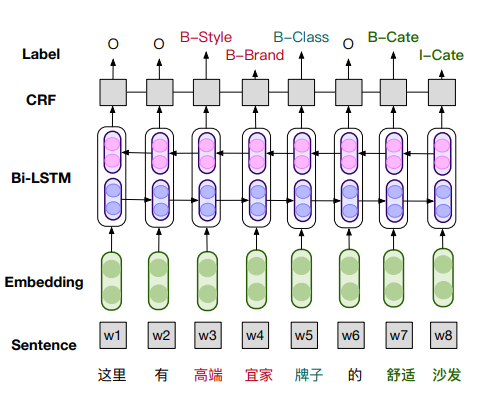 B–Style B–Class B–Cate
Label O O B–Brand O I–Cate
CRF
Bi-LSTM
Embedding
Sentence w1 w2 w3 w4 w5 w6 w7 w8
这里 有 高端 宜家 牌子 的 舒适 沙发